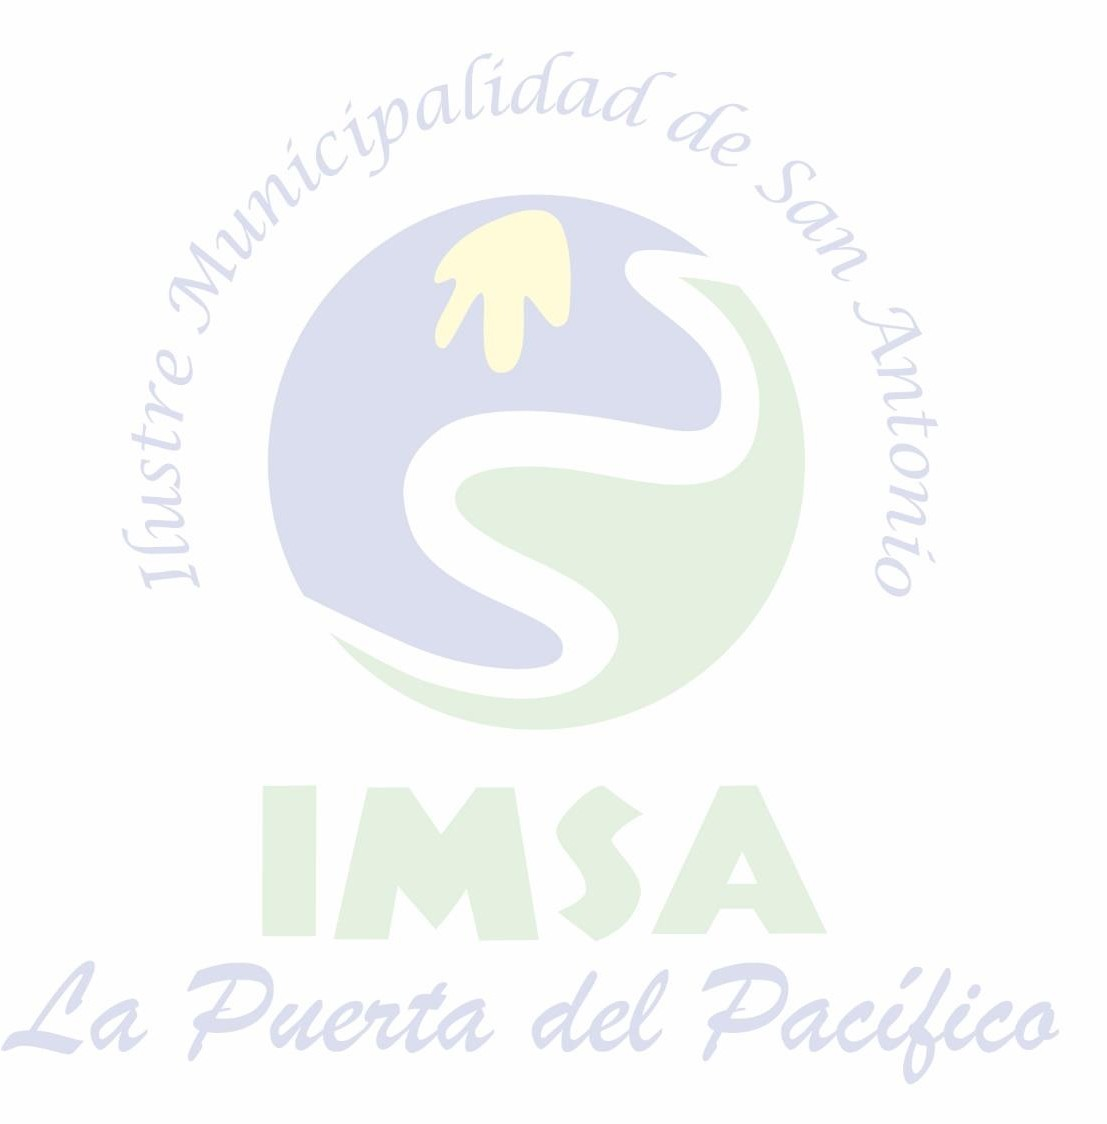 Ilustre Municipalidad de San Antonio
IMSA
La Puerta del Pacífico